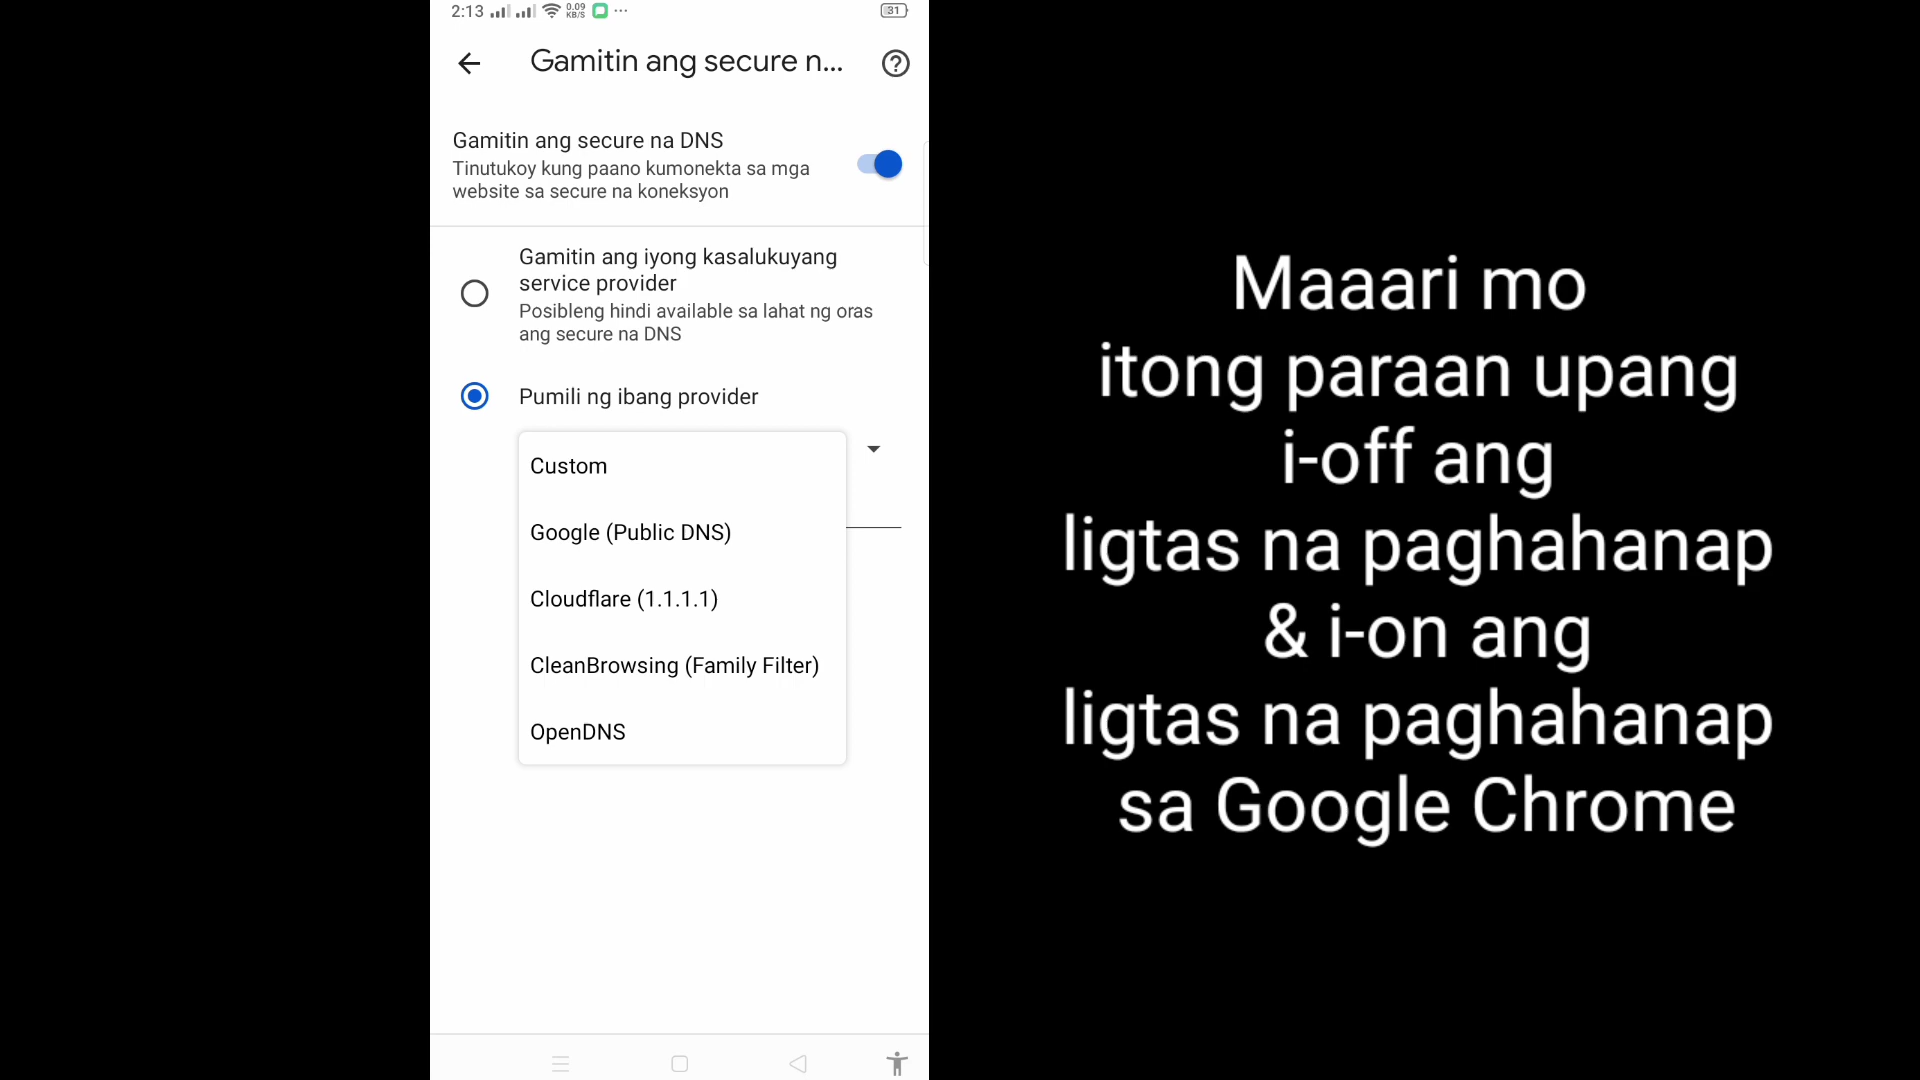 2:13
0.09
KB/S
31
Gamitin ang secure n...
Gamitin ang secure na DNS
Tinutukoy kung paano kumonekta sa mga
website sa secure na koneksyon
Gamitin ang iyong kasalukuyang
service provider
Posibleng hindi available sa lahat ng oras
ang secure na DNS
Pumili ng ibang provider
Custom
Google (Public DNS)
Cloudflare (1.1.1.1)
CleanBrowsing (Family Filter)
OpenDNS
Maaari mo
itong paraan upang
i-off ang
ligtas na paghahanap
& i-on ang
ligtas na paghahanap
sa Google Chrome